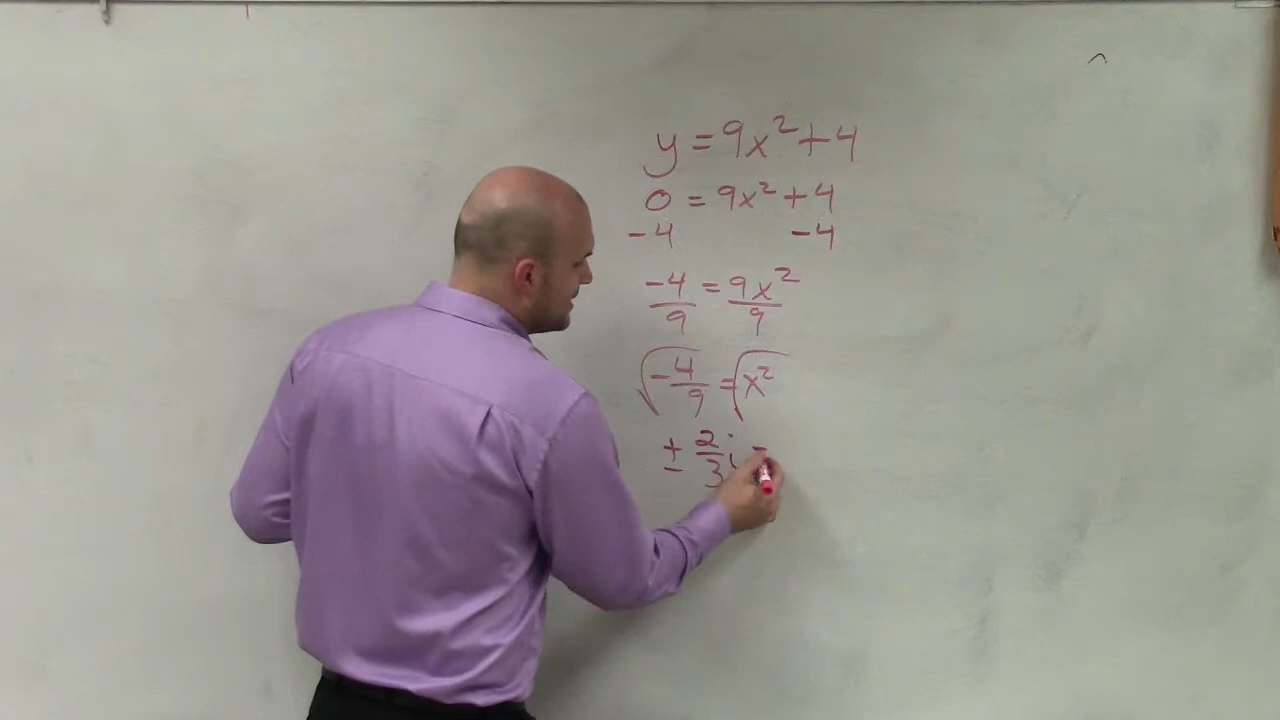 y = 9x² + 4
0 = 9x² + 4
-4 -4
-4/9 = 9x²/9
√-4/9 = √x²
± 2/3 i =